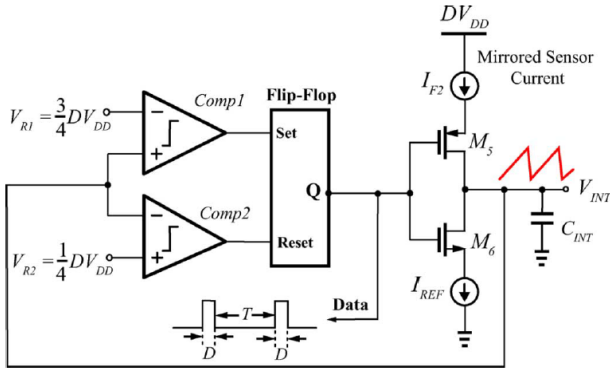 DV_DD
Mirrored Sensor
Current
I_F2
Comp1
Flip-Flop
V_R1 = 3/4 DV_DD
−
+
Set
M_5
Q
V_INT
Comp2
C_INT
−
Reset
M_6
V_R2 = 1/4 DV_DD
+
I_REF
Data
T
D
D